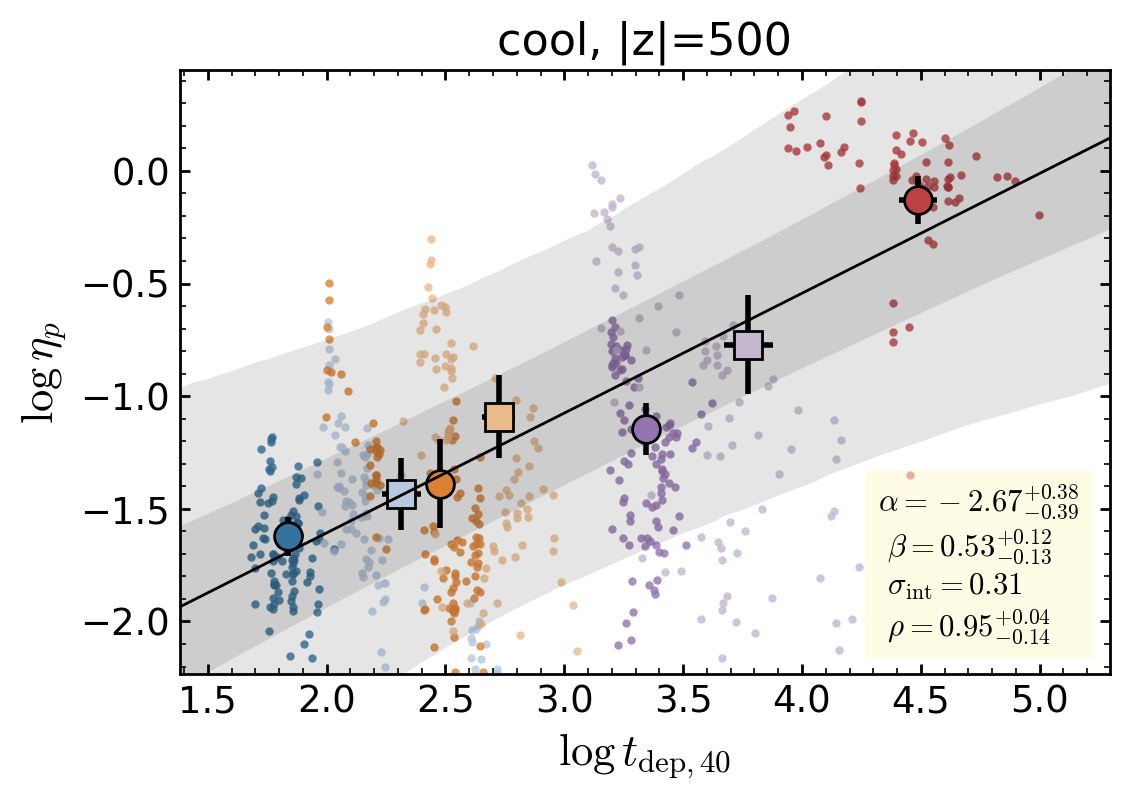 cool, |z|=500
log η_p
0.0
−0.5
−1.0
−1.5
−2.0
α = −2.67^{+0.38}_{−0.39}
β = 0.53^{+0.12}_{−0.13}
σ_int = 0.31
ρ = 0.95^{+0.04}_{−0.14}
1.5 2.0 2.5 3.0 3.5 4.0 4.5 5.0
log t_{dep, 40}